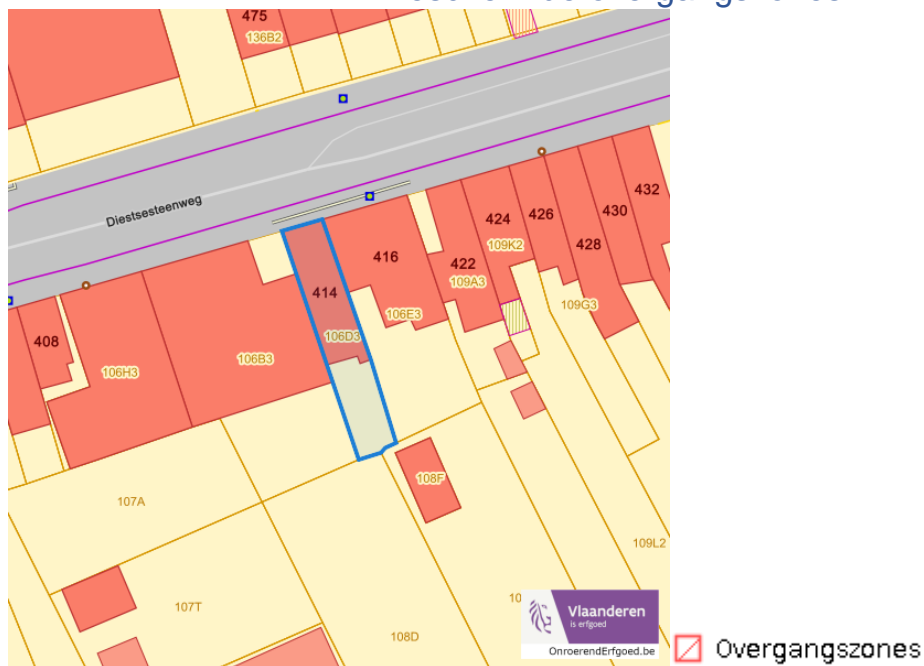 475
136B2
Diestsesteenweg
432
430
426
424
428
109K2
416
422
109A3
414
109G3
106E3
106D3
408
106B3
106H3
108F
107A
109L2
107T
108D
Vlaanderen
is erfgoed
OnroerendErfgoed.be
Overgangszones